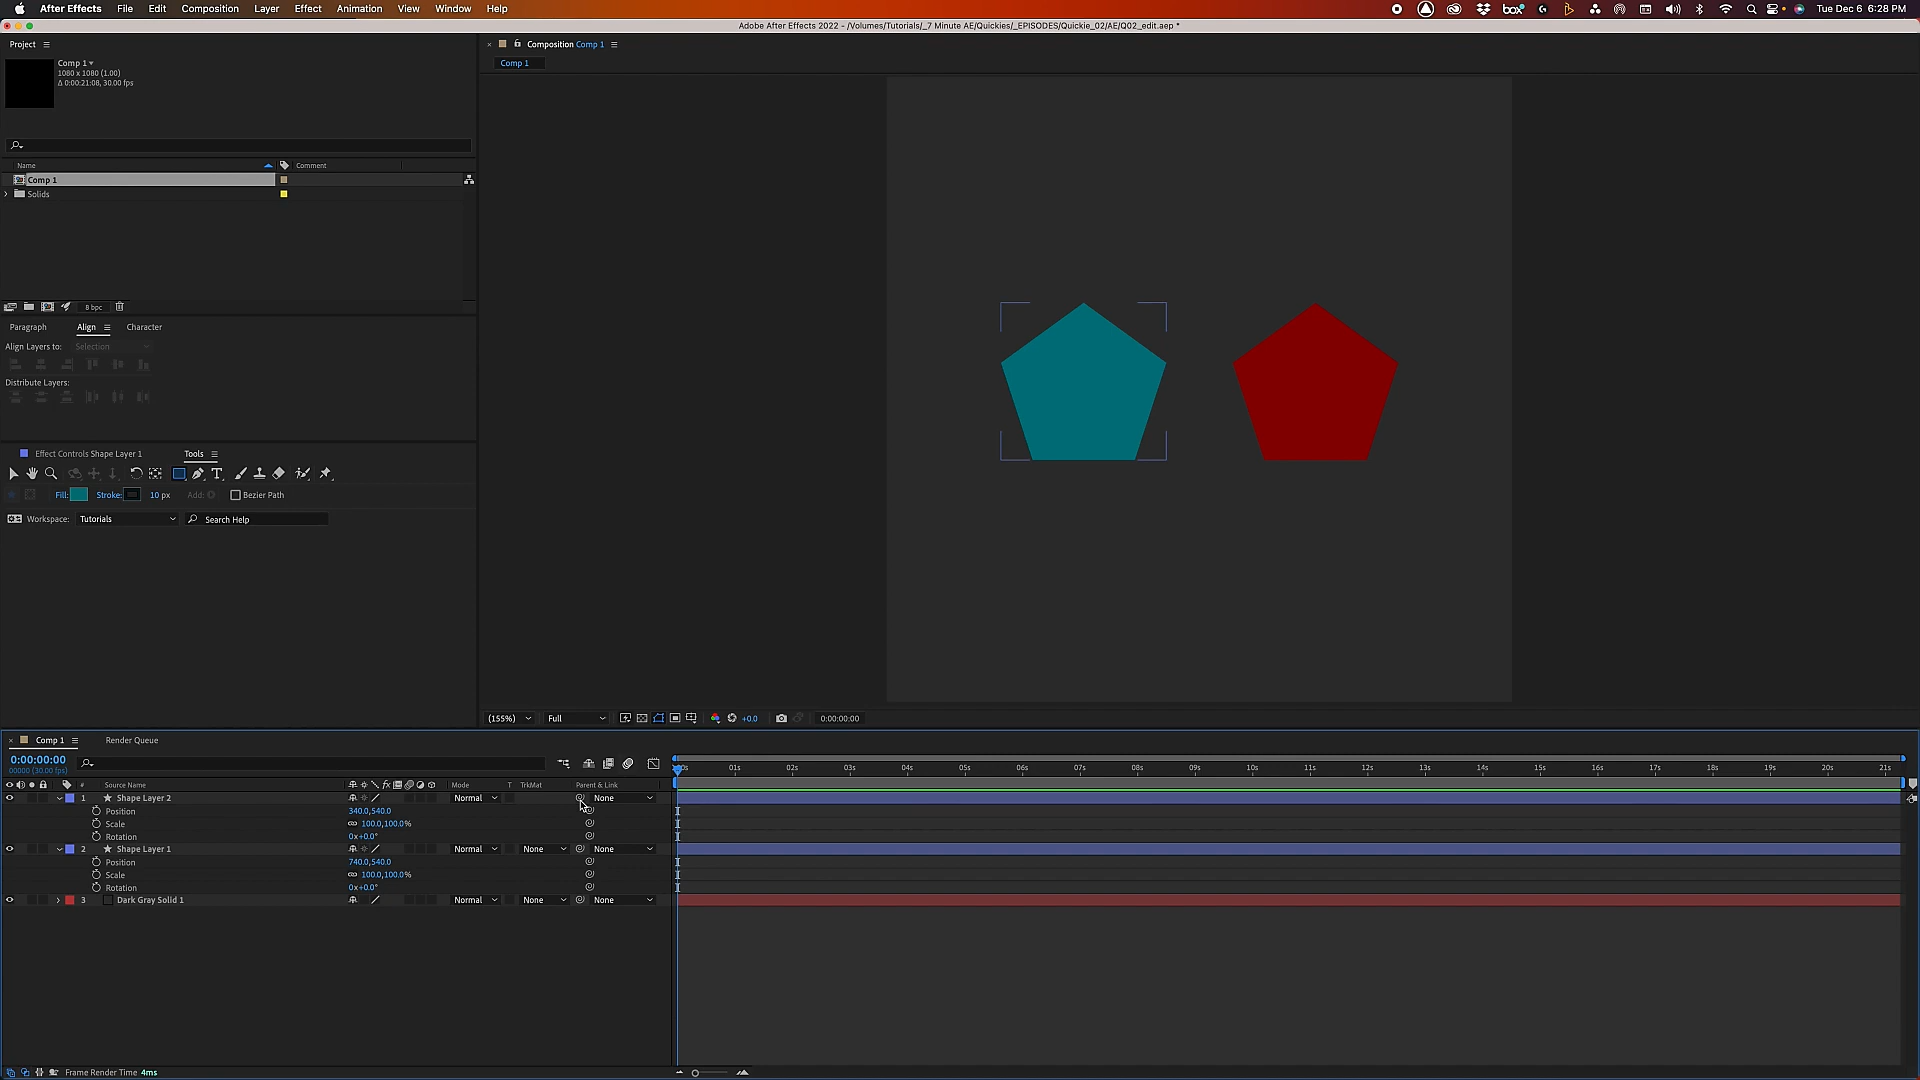 After Effects File Edit Composition Layer Effect Animation View Window Help
box
Tue Dec 6 6:28 PM
Adobe After Effects 2022 - /Volumes/Tutorials/_7 Minute AE/Quickies/_EPISODES/Quickie_02/AE/Q02_edit.aep *
Project
Comp 1
1080 x 1080 (1.00)
Δ 0:00:21:08, 30.00 fps
Name Comment
Comp 1
Solids
8 bpc
Paragraph Align Character
Align Layers to: Selection
Distribute Layers:
Effect Controls Shape Layer 1 Tools
Fill: Stroke: 10 px Add: Bezier Path
Workspace: Tutorials Search Help
Composition Comp 1
Comp 1
(155%) Full +0.0 0:00:00:00
Comp 1 Render Queue
0:00:00:00
00000 (30.00 fps)
:00s 01s 02s 03s 04s 05s 06s 07s 08s 09s 10s 11s 12s 13s 14s 15s 16s 17s 18s 19s 20s 21s
# Source Name fx Mode T TrkMat Parent & Link
1 Shape Layer 2 Normal None
Position 340.0,540.0
Scale 100.0,100.0%
Rotation 0x+0.0°
2 Shape Layer 1 Normal None None
Position 740.0,540.0
Scale 100.0,100.0%
Rotation 0x+0.0°
3 Dark Gray Solid 1 Normal None None
Frame Render Time 4ms